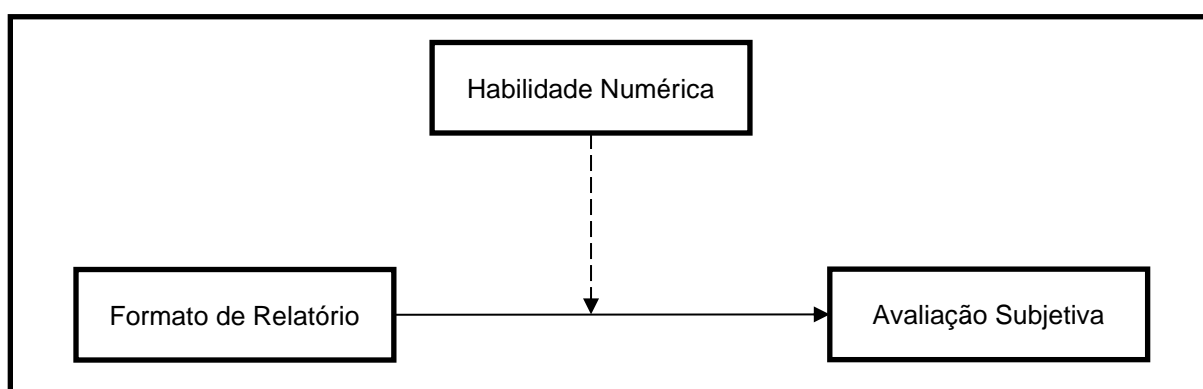 Habilidade Numérica
Formato de Relatório
Avaliação Subjetiva